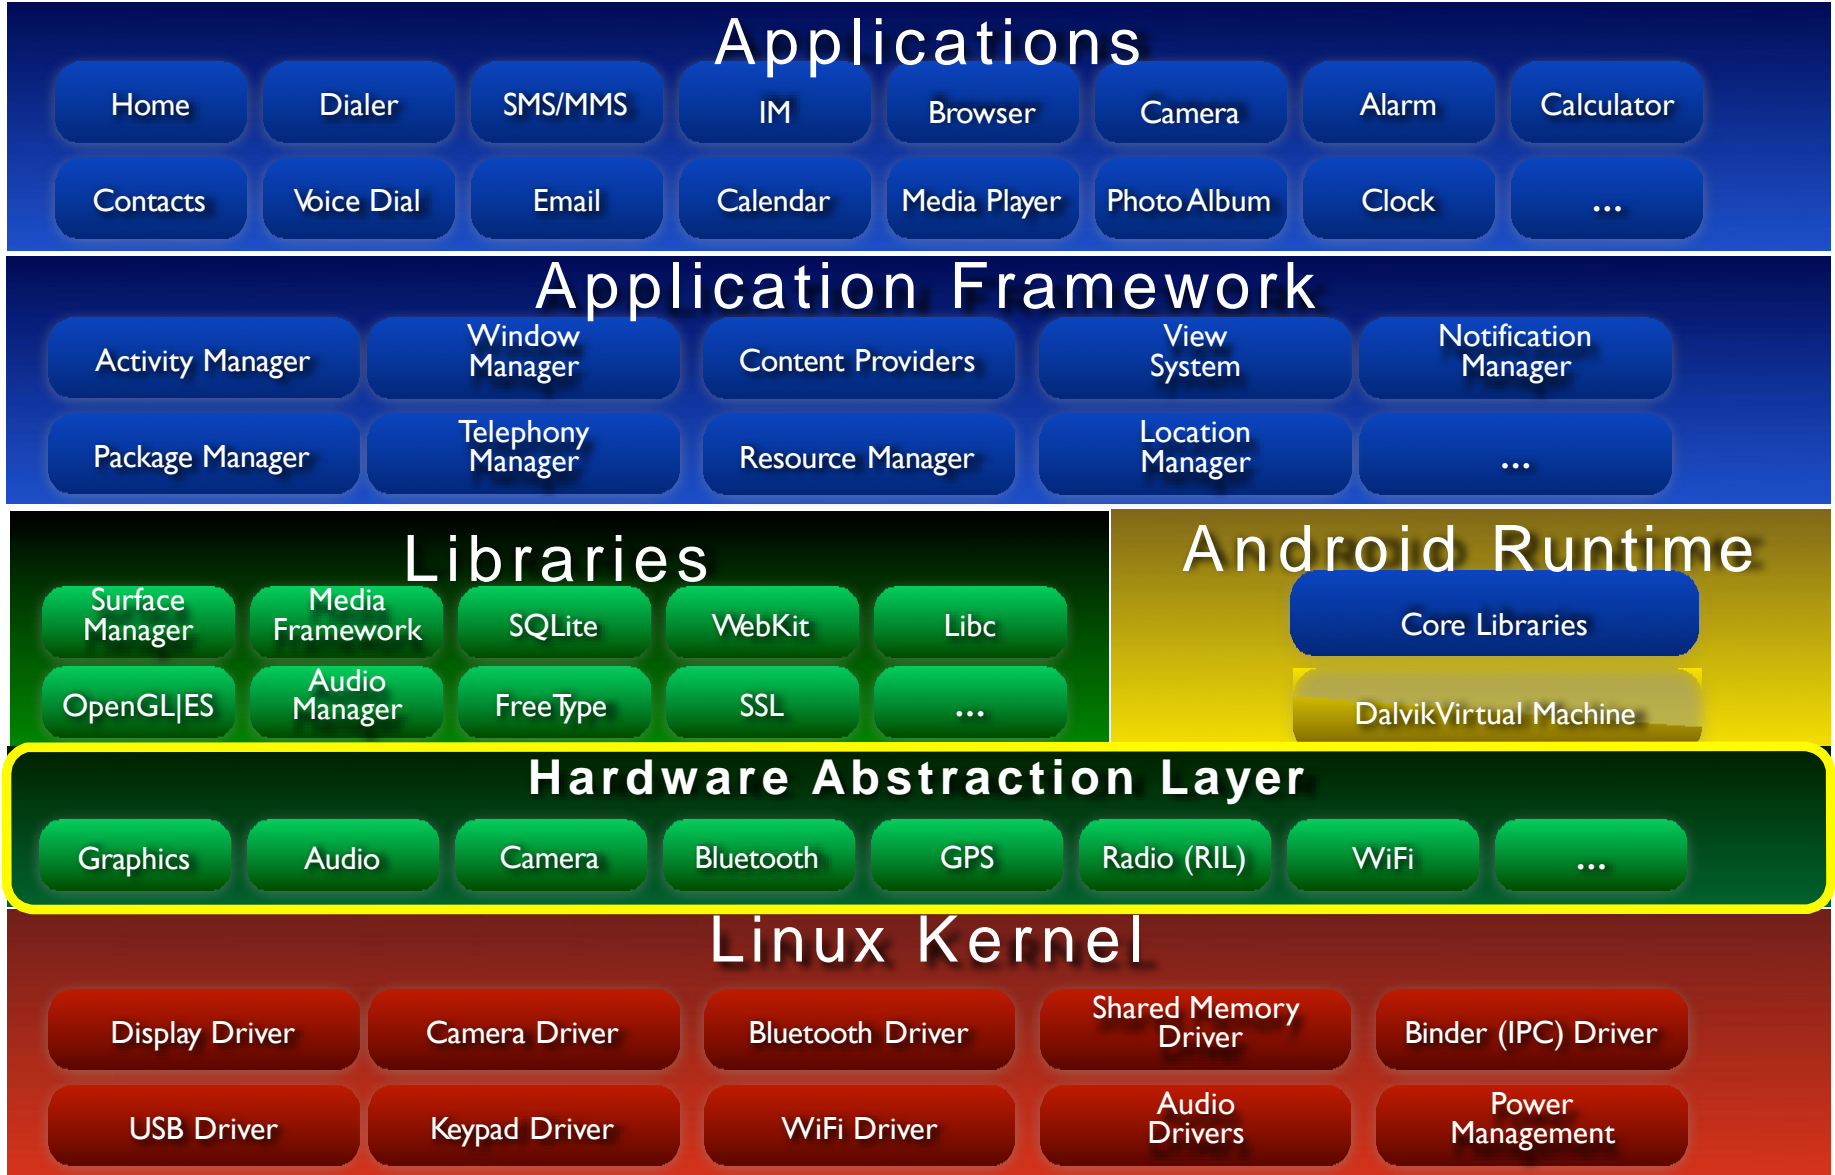 Applications
Home
Dialer
SMS/MMS
IM
Browser
Camera
Alarm
Calculator
Contacts
Voice Dial
Email
Calendar
Media Player
Photo Album
Clock
...
Application Framework
Activity Manager
Window
Manager
Content Providers
View
System
Notification
Manager
Package Manager
Telephony
Manager
Resource Manager
Location
Manager
...
Libraries
Surface
Manager
Media
Framework
SQLite
WebKit
Libc
OpenGL|ES
Audio
Manager
FreeType
SSL
...
Android Runtime
Core Libraries
DalvikVirtual Machine
Hardware Abstraction Layer
Graphics
Audio
Camera
Bluetooth
GPS
Radio (RIL)
WiFi
...
Linux Kernel
Display Driver
Camera Driver
Bluetooth Driver
Shared Memory
Driver
Binder (IPC) Driver
USB Driver
Keypad Driver
WiFi Driver
Audio
Drivers
Power
Management